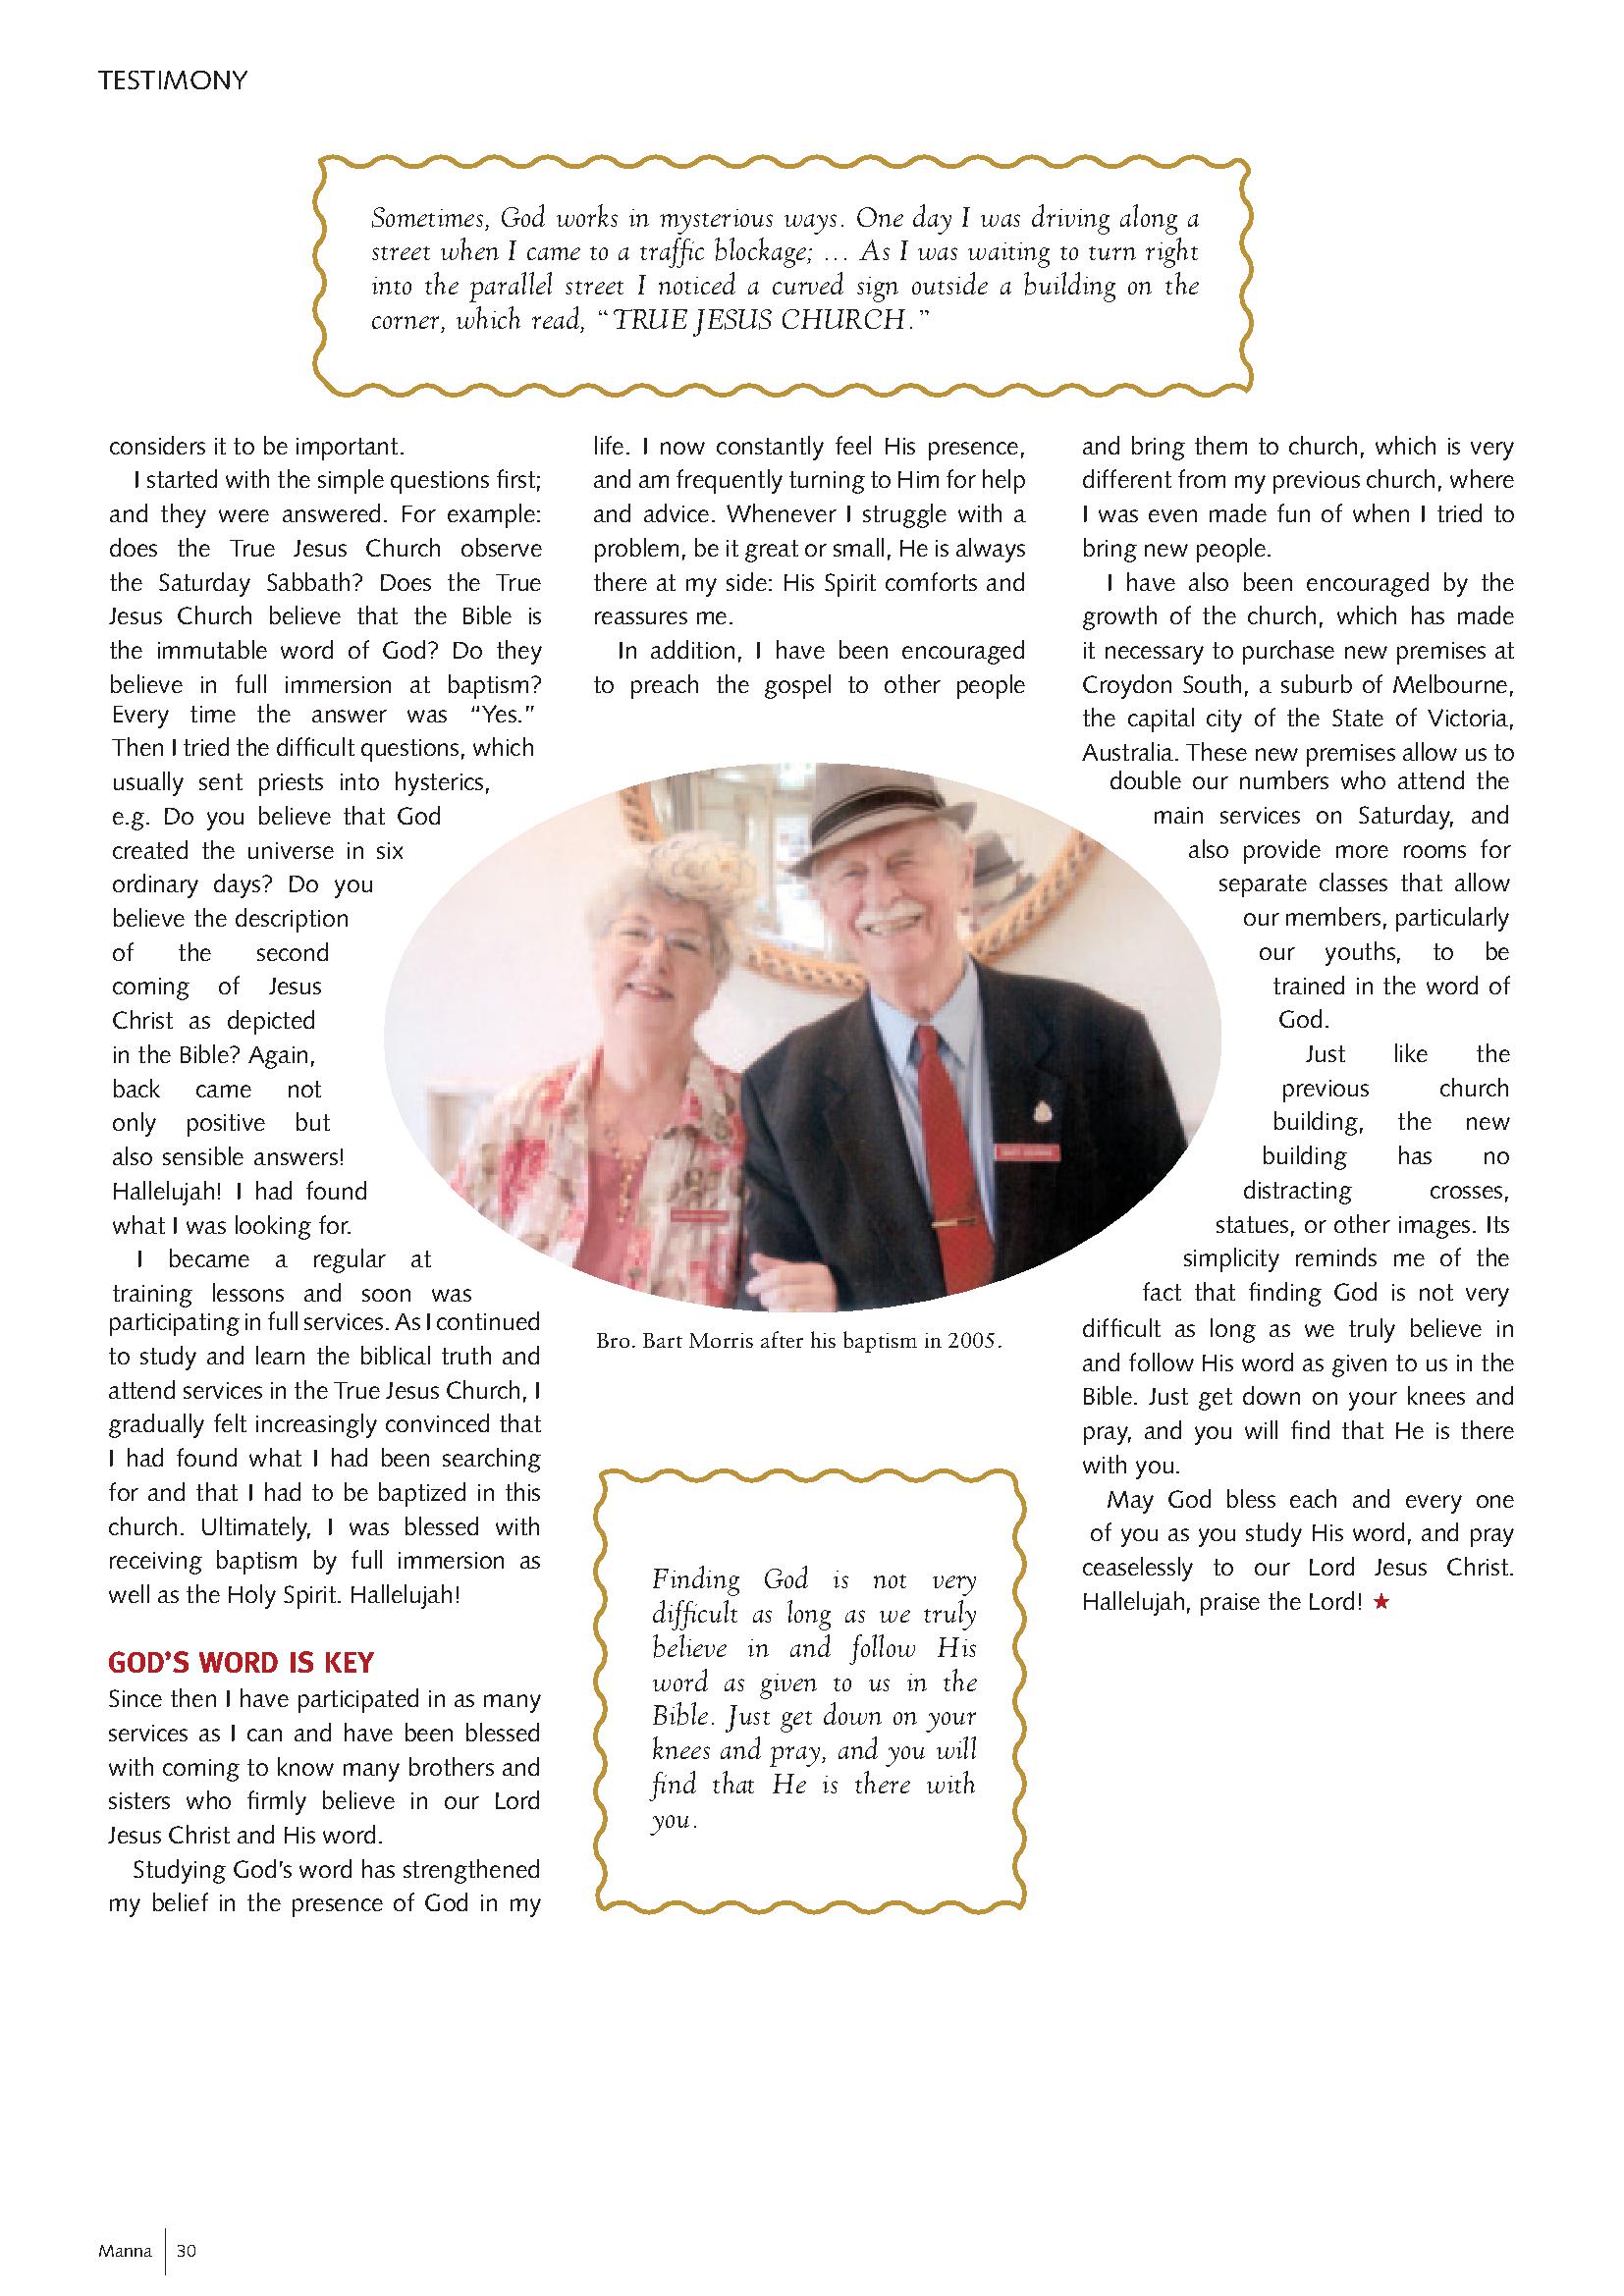 TESTIMONY
Sometimes, God works in mysterious ways. One day I was driving along a
street when I came to a traffic blockage; ... As I was waiting to turn right
into the parallel street I noticed a curved sign outside a building on the
corner, which read, “TRUE JESUS CHURCH.”
considers it to be important.
I started with the simple questions first;
and they were answered. For example:
does the True Jesus Church observe
the Saturday Sabbath? Does the True
Jesus Church believe that the Bible is
the immutable word of God? Do they
believe in full immersion at baptism?
Every time the answer was “Yes.”
Then I tried the difficult questions, which
usually sent priests into hysterics,
e.g. Do you believe that God
created the universe in six
ordinary days? Do you
believe the description
of the second
coming of Jesus
Christ as depicted
in the Bible? Again,
back came not
only positive but
also sensible answers!
Hallelujah! I had found
what I was looking for.
I became a regular at
training lessons and soon was
participating in full services. As I continued
to study and learn the biblical truth and
attend services in the True Jesus Church, I
gradually felt increasingly convinced that
I had found what I had been searching
for and that I had to be baptized in this
church. Ultimately, I was blessed with
receiving baptism by full immersion as
well as the Holy Spirit. Hallelujah!
GOD’S WORD IS KEY
Since then I have participated in as many
services as I can and have been blessed
with coming to know many brothers and
sisters who firmly believe in our Lord
Jesus Christ and His word.
Studying God’s word has strengthened
my belief in the presence of God in my
life. I now constantly feel His presence,
and am frequently turning to Him for help
and advice. Whenever I struggle with a
problem, be it great or small, He is always
there at my side: His Spirit comforts and
reassures me.
In addition, I have been encouraged
to preach the gospel to other people
Bro. Bart Morris after his baptism in 2005.
Finding God is not very
difficult as long as we truly
believe in and follow His
word as given to us in the
Bible. Just get down on your
knees and pray, and you will
find that He is there with
you.
and bring them to church, which is very
different from my previous church, where
I was even made fun of when I tried to
bring new people.
I have also been encouraged by the
growth of the church, which has made
it necessary to purchase new premises at
Croydon South, a suburb of Melbourne,
the capital city of the State of Victoria,
Australia. These new premises allow us to
double our numbers who attend the
main services on Saturday, and
also provide more rooms for
separate classes that allow
our members, particularly
our youths, to be
trained in the word of
God.
Just like the
previous church
building, the new
building has no
distracting crosses,
statues, or other images. Its
simplicity reminds me of the
fact that finding God is not very
difficult as long as we truly believe in
and follow His word as given to us in the
Bible. Just get down on your knees and
pray, and you will find that He is there
with you.
May God bless each and every one
of you as you study His word, and pray
ceaselessly to our Lord Jesus Christ.
Hallelujah, praise the Lord! ★
Manna 30